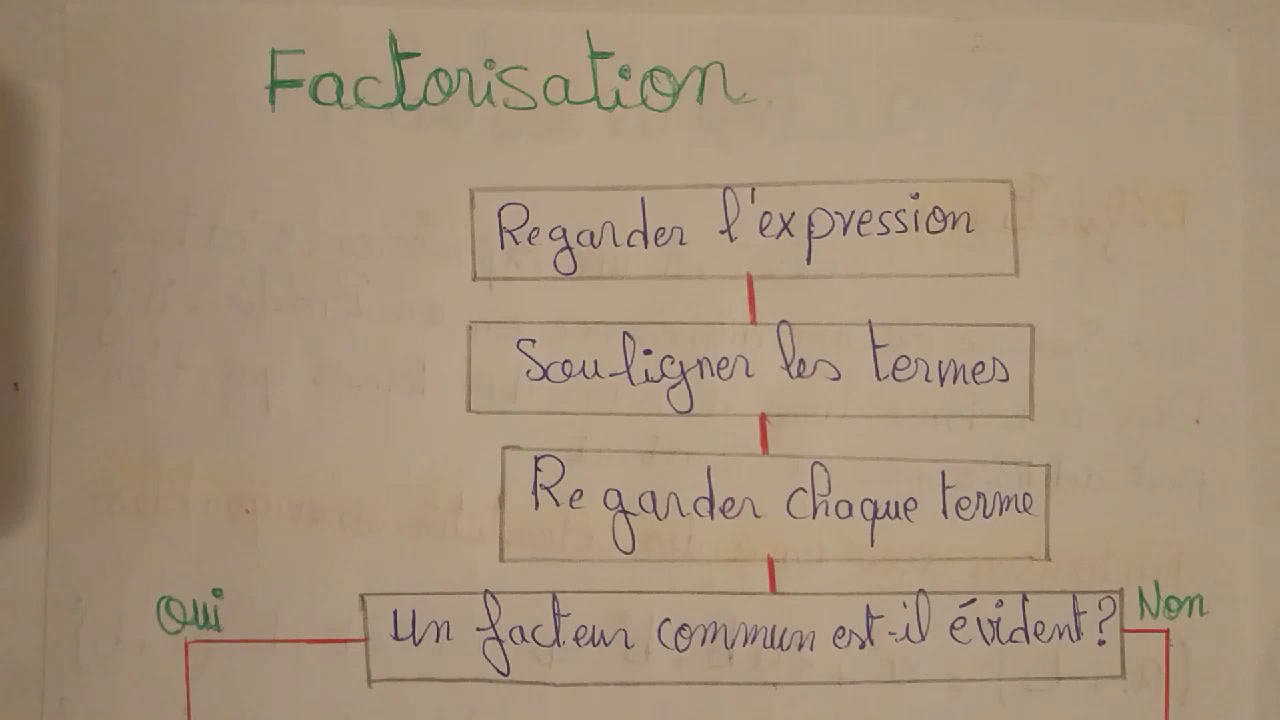 Factorisation
Regarder l'expression
Souligner les termes
Regarder chaque terme
Oui
Un facteur commun est-il évident?
Non